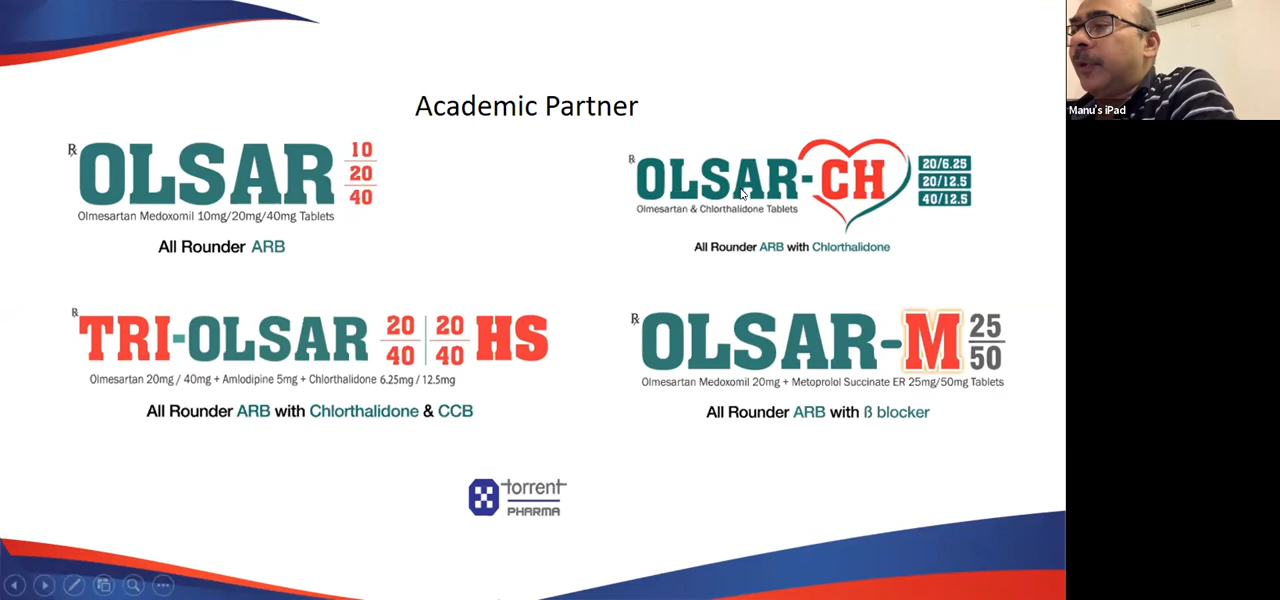 Academic Partner
Rx OLSAR 10 20 40
Olmesartan Medoxomil 10mg/20mg/40mg Tablets
All Rounder ARB
Rx OLSAR-CH 20/6.25 20/12.5 40/12.5
Olmesartan & Chlorthalidone Tablets
All Rounder ARB with Chlorthalidone
Rx TRI-OLSAR 20 40 20 40 HS
Olmesartan 20mg / 40mg + Amlodipine 5mg + Chlorthalidone 6.25mg / 12.5mg
All Rounder ARB with Chlorthalidone & CCB
Rx OLSAR-M 25 50
Olmesartan Medoxomil 20mg + Metoprolol Succinate ER 25mg/50mg Tablets
All Rounder ARB with ß blocker
torrent
PHARMA
Manu's iPad